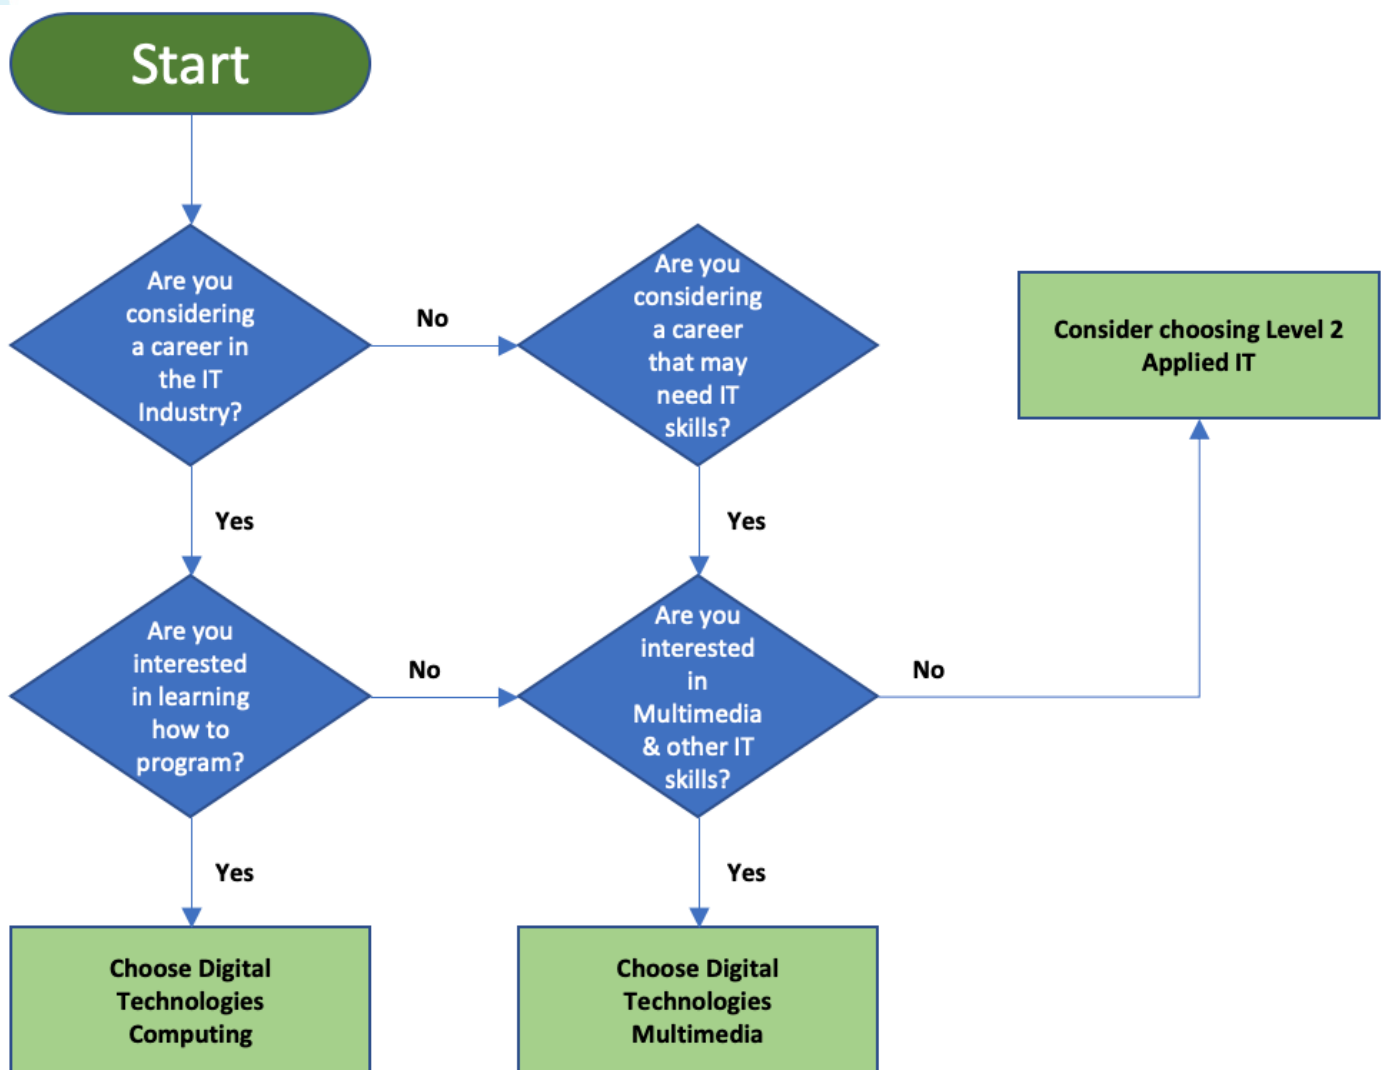 Start
Are you
considering
a career in
the IT
Industry?
No
Are you
considering
a career
that may
need IT
skills?
Consider choosing Level 2
Applied IT
Yes
Yes
Are you
interested
in learning
how to
program?
No
Are you
interested
in
Multimedia
& other IT
skills?
No
Yes
Yes
Choose Digital
Technologies
Computing
Choose Digital
Technologies
Multimedia